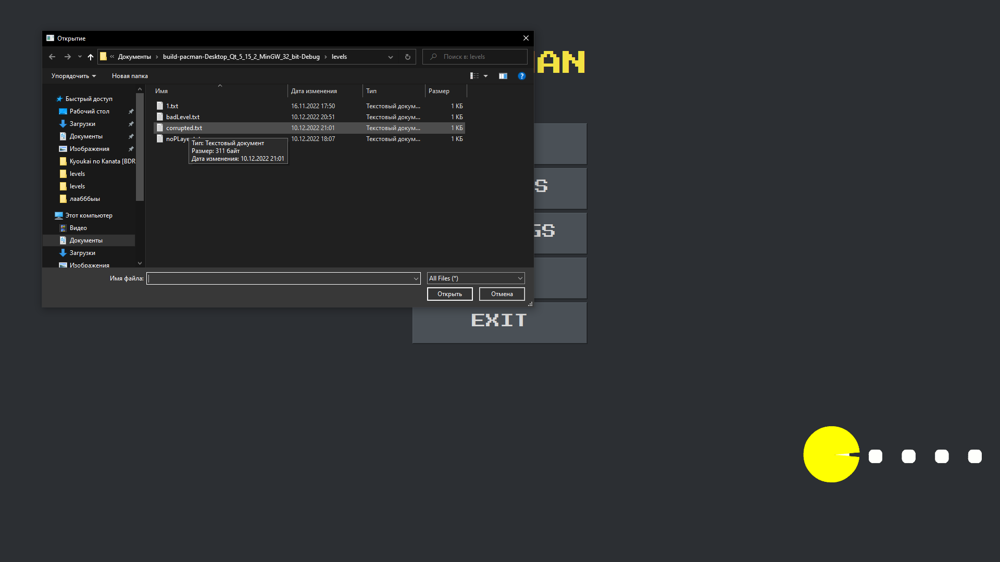 Открытие
« Документы › build-pacman-Desktop_Qt_5_15_2_MinGW_32_bit-Debug › levels
Поиск в: levels
AN
Упорядочить
Новая папка
?
Имя
Дата изменения
Тип
Размер
Быстрый доступ
Рабочий стол
Загрузки
Документы
Изображения
Kyoukai no Kanata [BDR
levels
levels
лаабббыы
Этот компьютер
Видео
Документы
Загрузки
Изображения
1.txt 16.11.2022 17:50 Текстовый докум... 1 КБ
badLevel.txt 10.12.2022 20:51 Текстовый докум... 1 КБ
corrupted.txt 10.12.2022 21:01 Текстовый докум... 1 КБ
noPLaye 10.12.2022 18:07 Текстовый докум... 1 КБ
Тип: Текстовый документ
Размер: 311 байт
Дата изменения: 10.12.2022 21:01
S
GS
Имя файла:
All Files (*)
Открыть
Отмена
EXIT